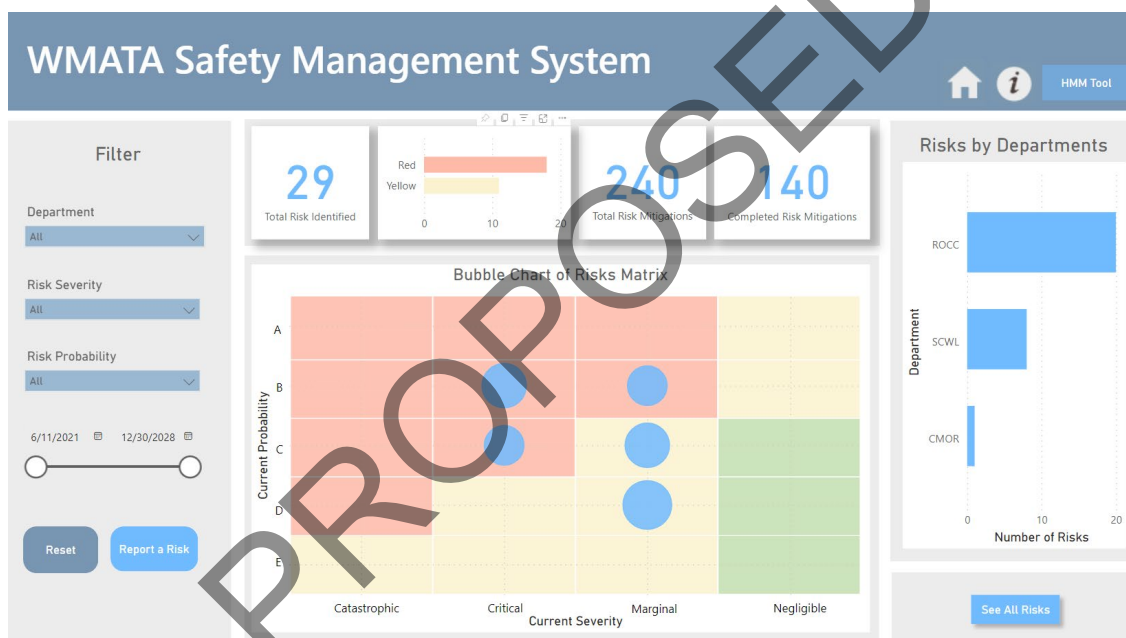 WMATA Safety Management System
HMM Tool
Filter
Department
All
Risk Severity
All
Risk Probability
All
6/11/2021
12/30/2028
Reset
Report a Risk
29
Total Risk Identified
Red
Yellow
0
10
20
240
Total Risk Mitigations
140
Completed Risk Mitigations
Bubble Chart of Risks Matrix
Current Probability
A
B
C
D
E
Catastrophic
Critical
Marginal
Negligible
Current Severity
Risks by Departments
Department
ROCC
SCWL
CMOR
0
10
20
Number of Risks
See All Risks
PROPOSED